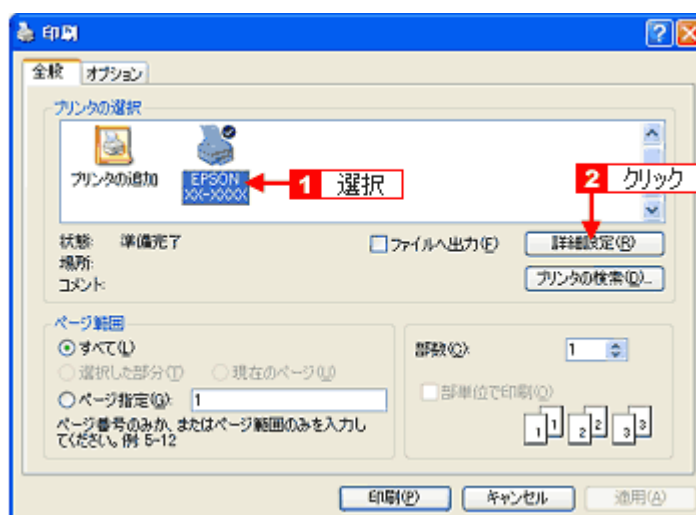 印刷
全般 オプション
プリンタの選択
プリンタの追加
EPSON
XX-XXXX
1 選択
2 クリック
状態: 準備完了
場所:
コメント:
ファイルへ出力(F)
詳細設定(R)
プリンタの検索(D)...
ページ範囲
すべて(L)
選択した部分(T) 現在のページ(U)
ページ指定(G): 1
ページ番号のみか、またはページ範囲のみを入力し
てください。例 5-12
部数(C): 1
部単位で印刷(O)
1 1 2 2 3 3
印刷(P) キャンセル 適用(A)